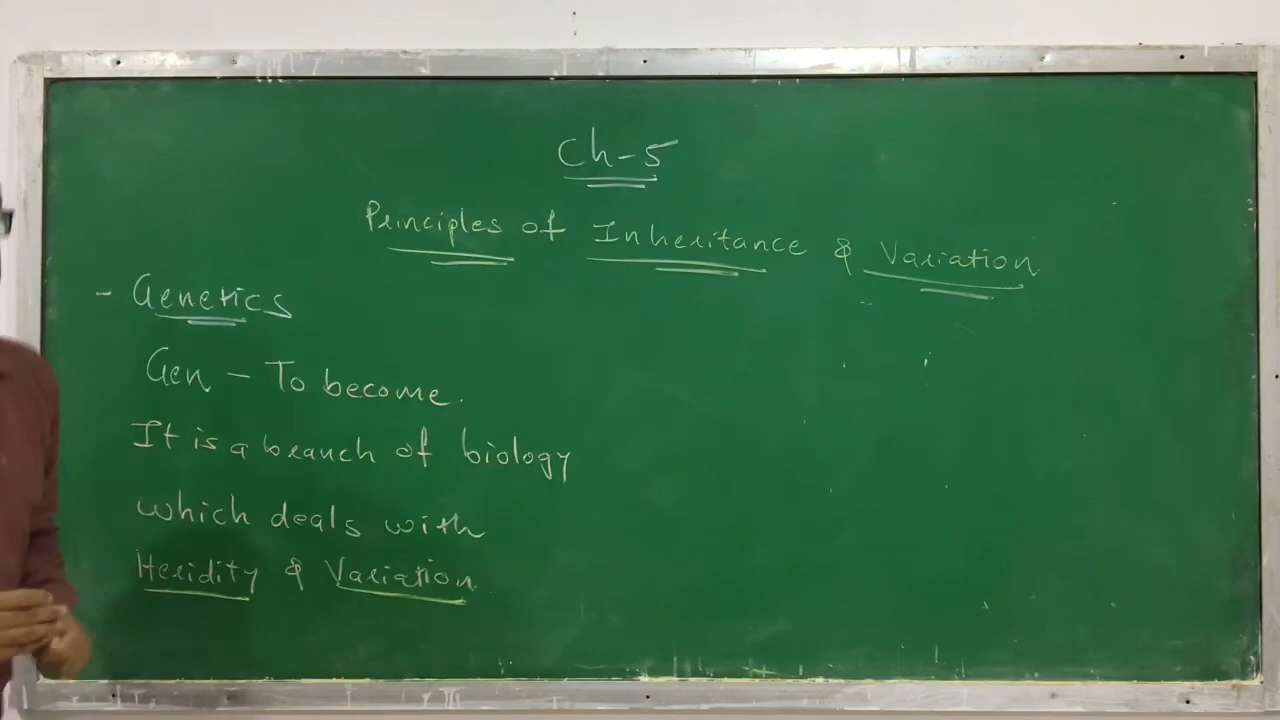 Ch-5
Principles of Inheritance & Variation
- Genetics
Gen - To become.
It is a branch of biology
which deals with
Heridity & Variation